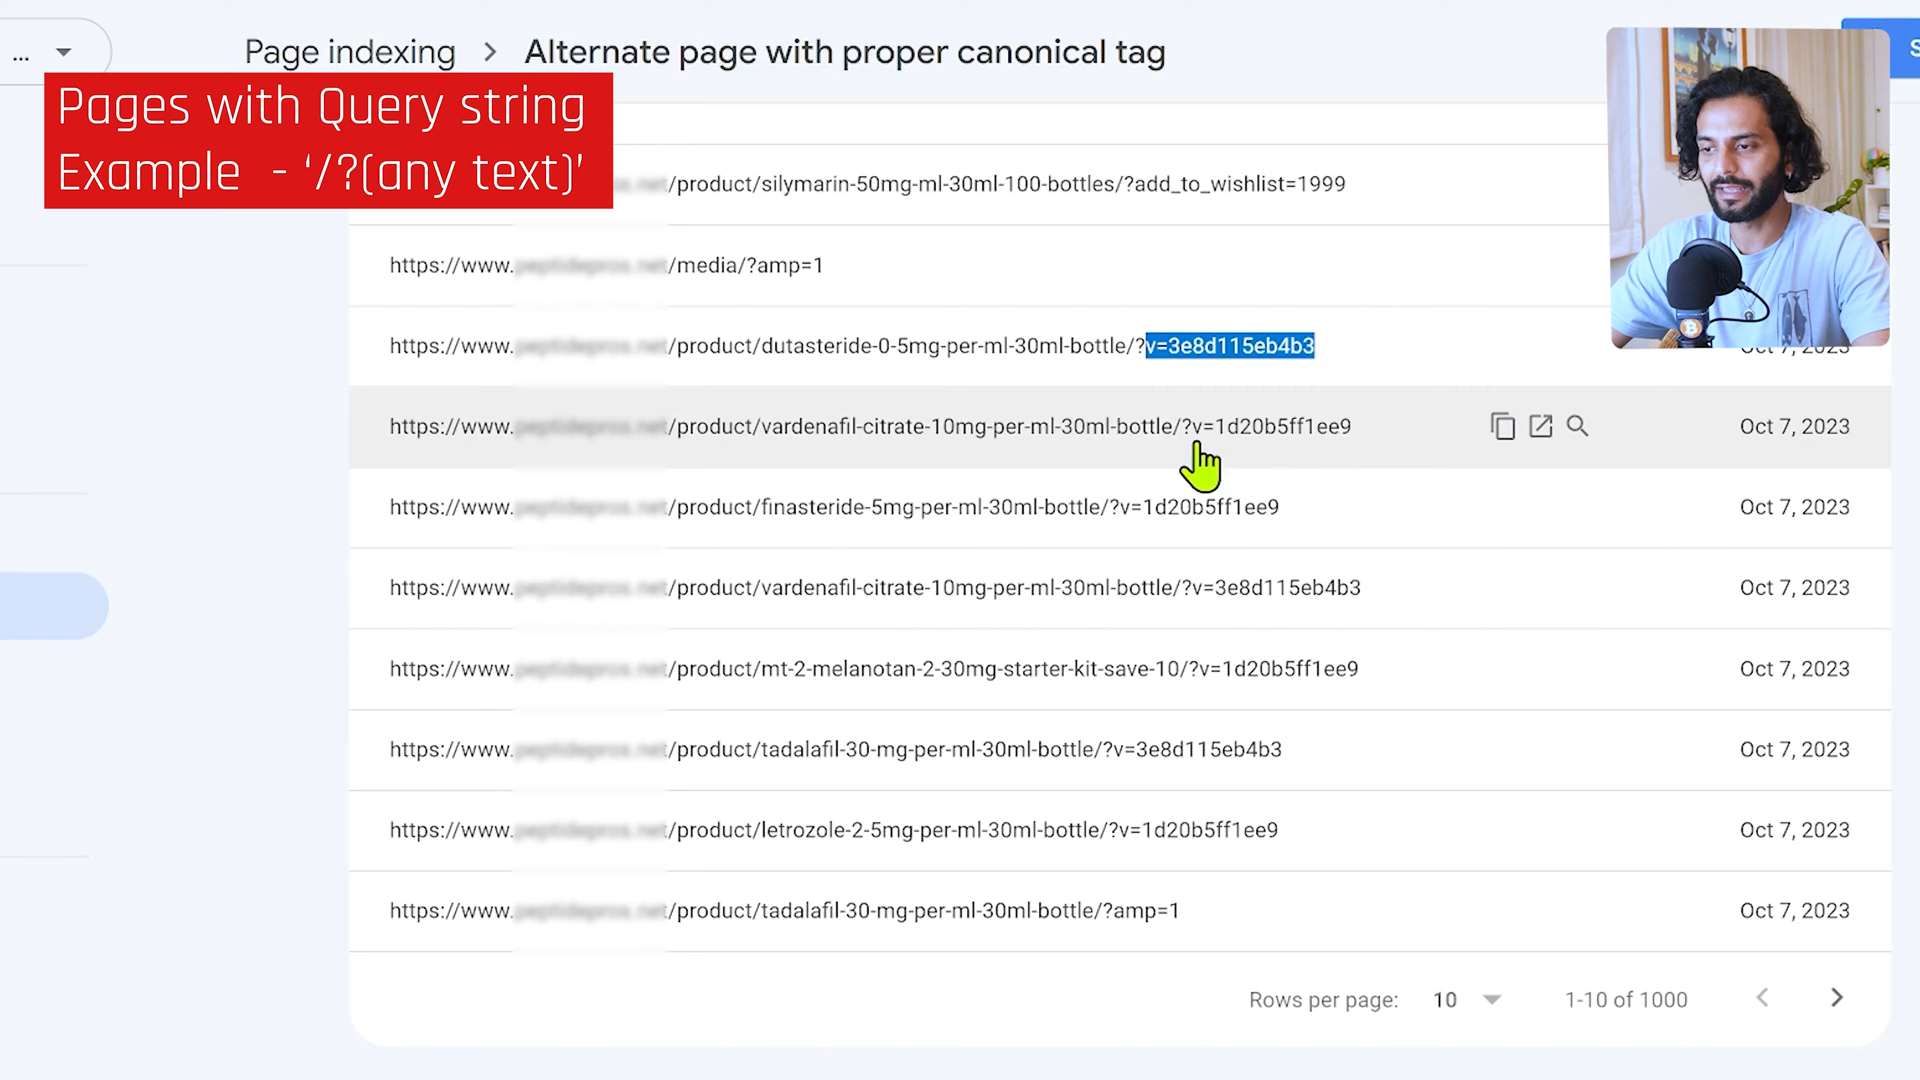 ...
Page indexing > Alternate page with proper canonical tag
S
Pages with Query string
Example - ‘/?(any text)’
/product/silymarin-50mg-ml-30ml-100-bottles/?add_to_wishlist=1999
https://www. /media/?amp=1
https://www. /product/dutasteride-0-5mg-per-ml-30ml-bottle/?v=3e8d115eb4b3 Oct 7, 2023
https://www. /product/vardenafil-citrate-10mg-per-ml-30ml-bottle/?v=1d20b5ff1ee9 Oct 7, 2023
https://www. /product/finasteride-5mg-per-ml-30ml-bottle/?v=1d20b5ff1ee9 Oct 7, 2023
https://www. /product/vardenafil-citrate-10mg-per-ml-30ml-bottle/?v=3e8d115eb4b3 Oct 7, 2023
https://www. /product/mt-2-melanotan-2-30mg-starter-kit-save-10/?v=1d20b5ff1ee9 Oct 7, 2023
https://www. /product/tadalafil-30-mg-per-ml-30ml-bottle/?v=3e8d115eb4b3 Oct 7, 2023
https://www. /product/letrozole-2-5mg-per-ml-30ml-bottle/?v=1d20b5ff1ee9 Oct 7, 2023
https://www. /product/tadalafil-30-mg-per-ml-30ml-bottle/?amp=1 Oct 7, 2023
Rows per page: 10 1-10 of 1000